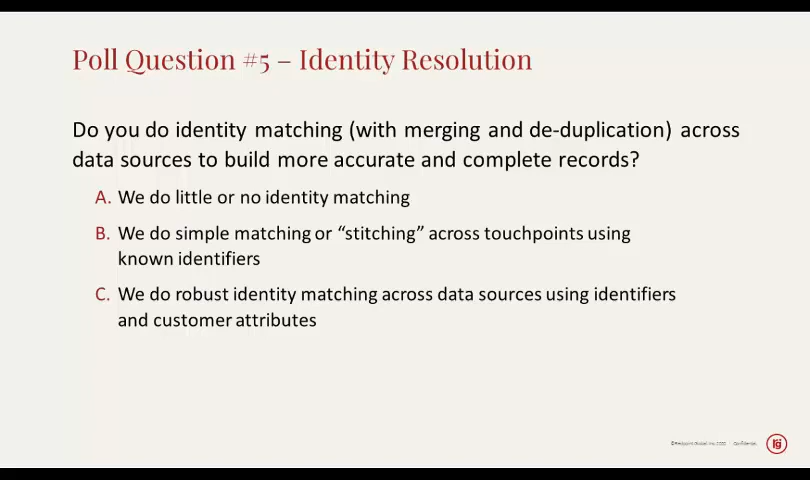 Poll Question #5 – Identity Resolution
Do you do identity matching (with merging and de-duplication) across
data sources to build more accurate and complete records?
A. We do little or no identity matching
B. We do simple matching or “stitching” across touchpoints using
known identifiers
C. We do robust identity matching across data sources using identifiers
and customer attributes
Confidential